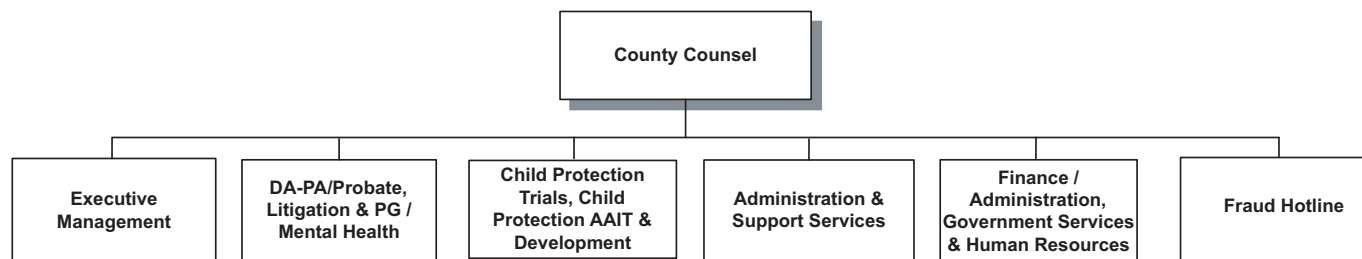 County Counsel
Executive
Management
DA-PA/Probate,
Litigation & PG /
Mental Health
Child Protection
Trials, Child
Protection AAIT &
Development
Administration &
Support Services
Finance /
Administration,
Government Services
& Human Resources
Fraud Hotline